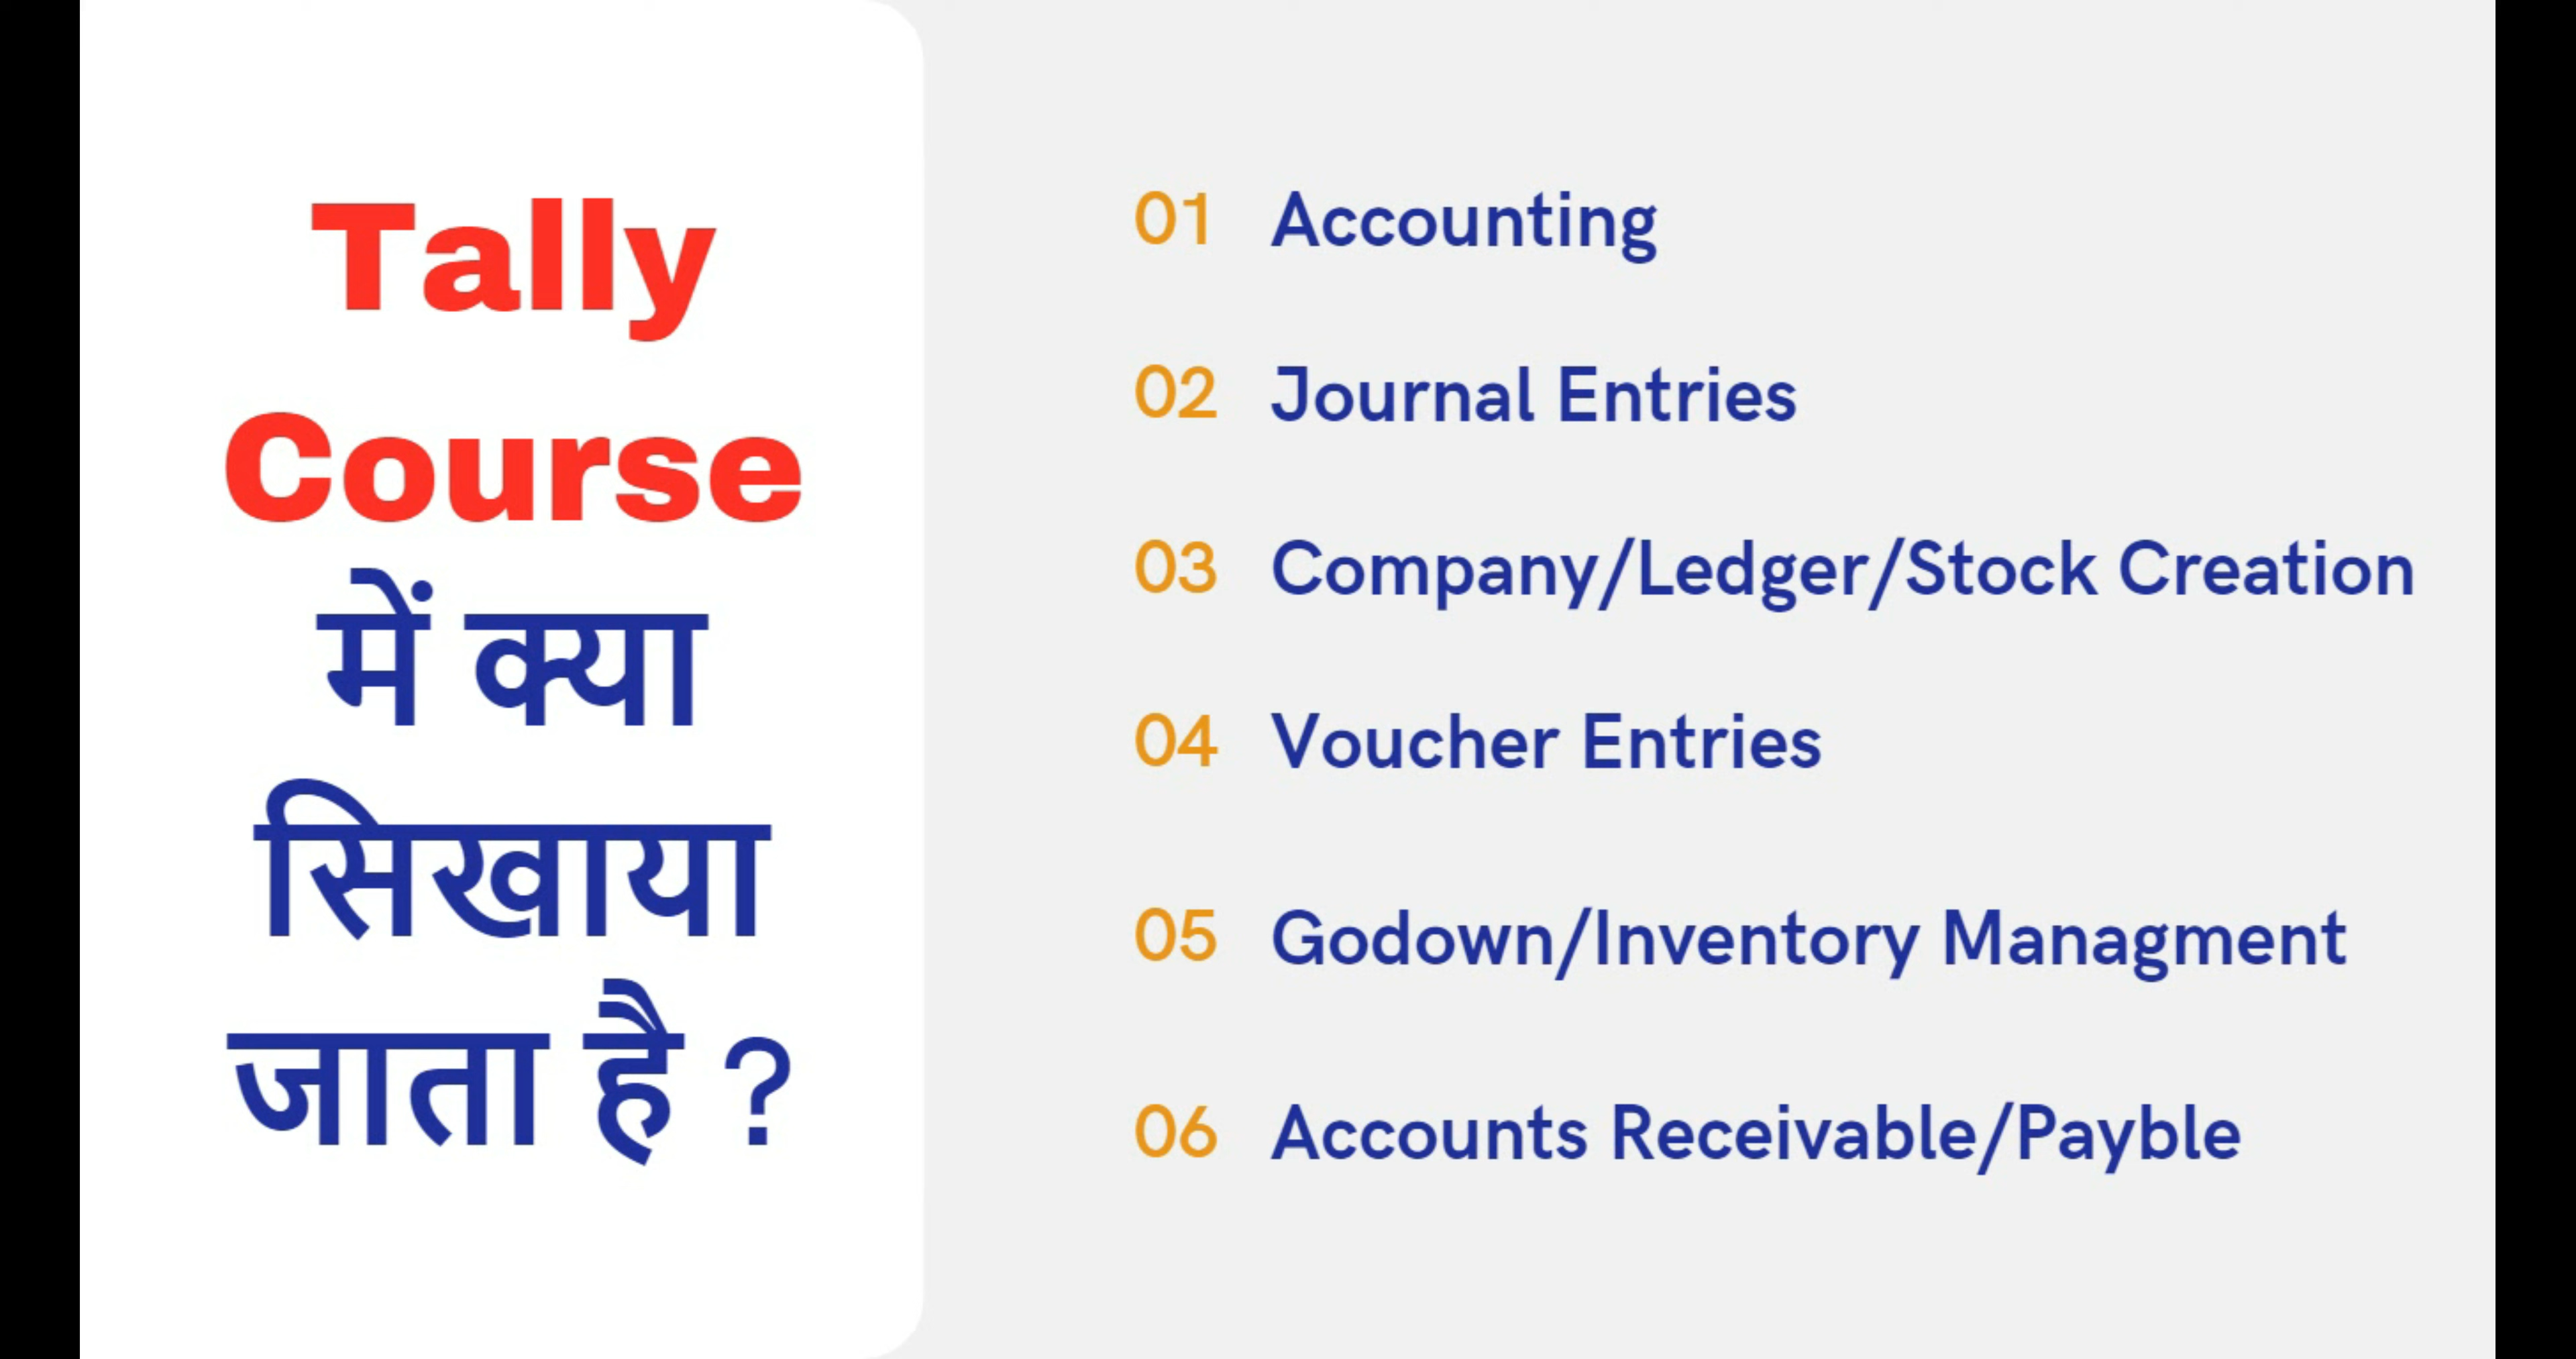 Tally
Course
में क्या
सिखाया
जाता है ?
01 Accounting
02 Journal Entries
03 Company/Ledger/Stock Creation
04 Voucher Entries
05 Godown/Inventory Managment
06 Accounts Receivable/Payble